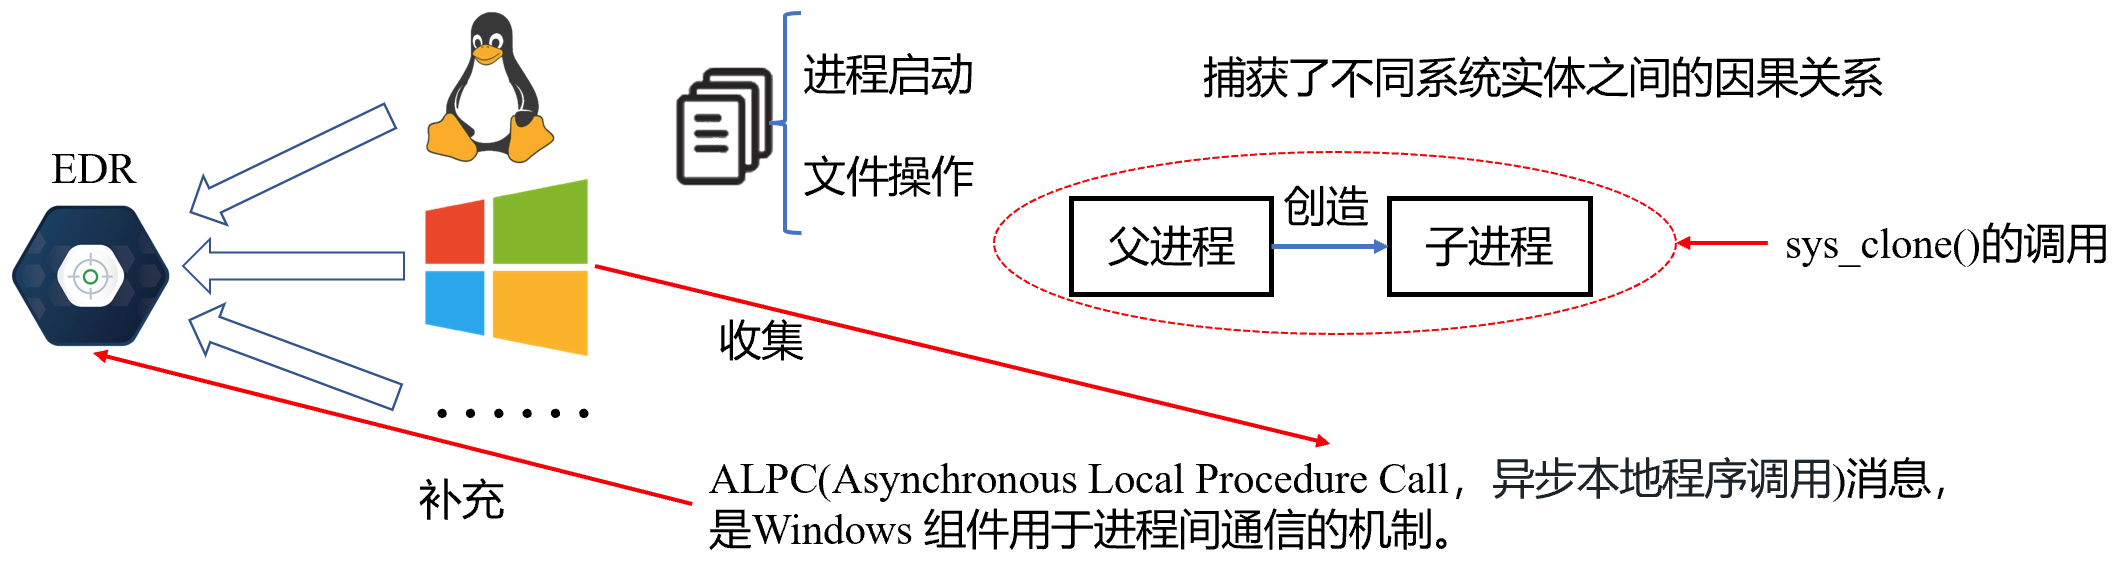 EDR
进程启动
文件操作
捕获了不同系统实体之间的因果关系
父进程
创造
子进程
sys_clone()的调用
收集
补充
ALPC(Asynchronous Local Procedure Call，异步本地程序调用)消息，
是Windows 组件用于进程间通信的机制。